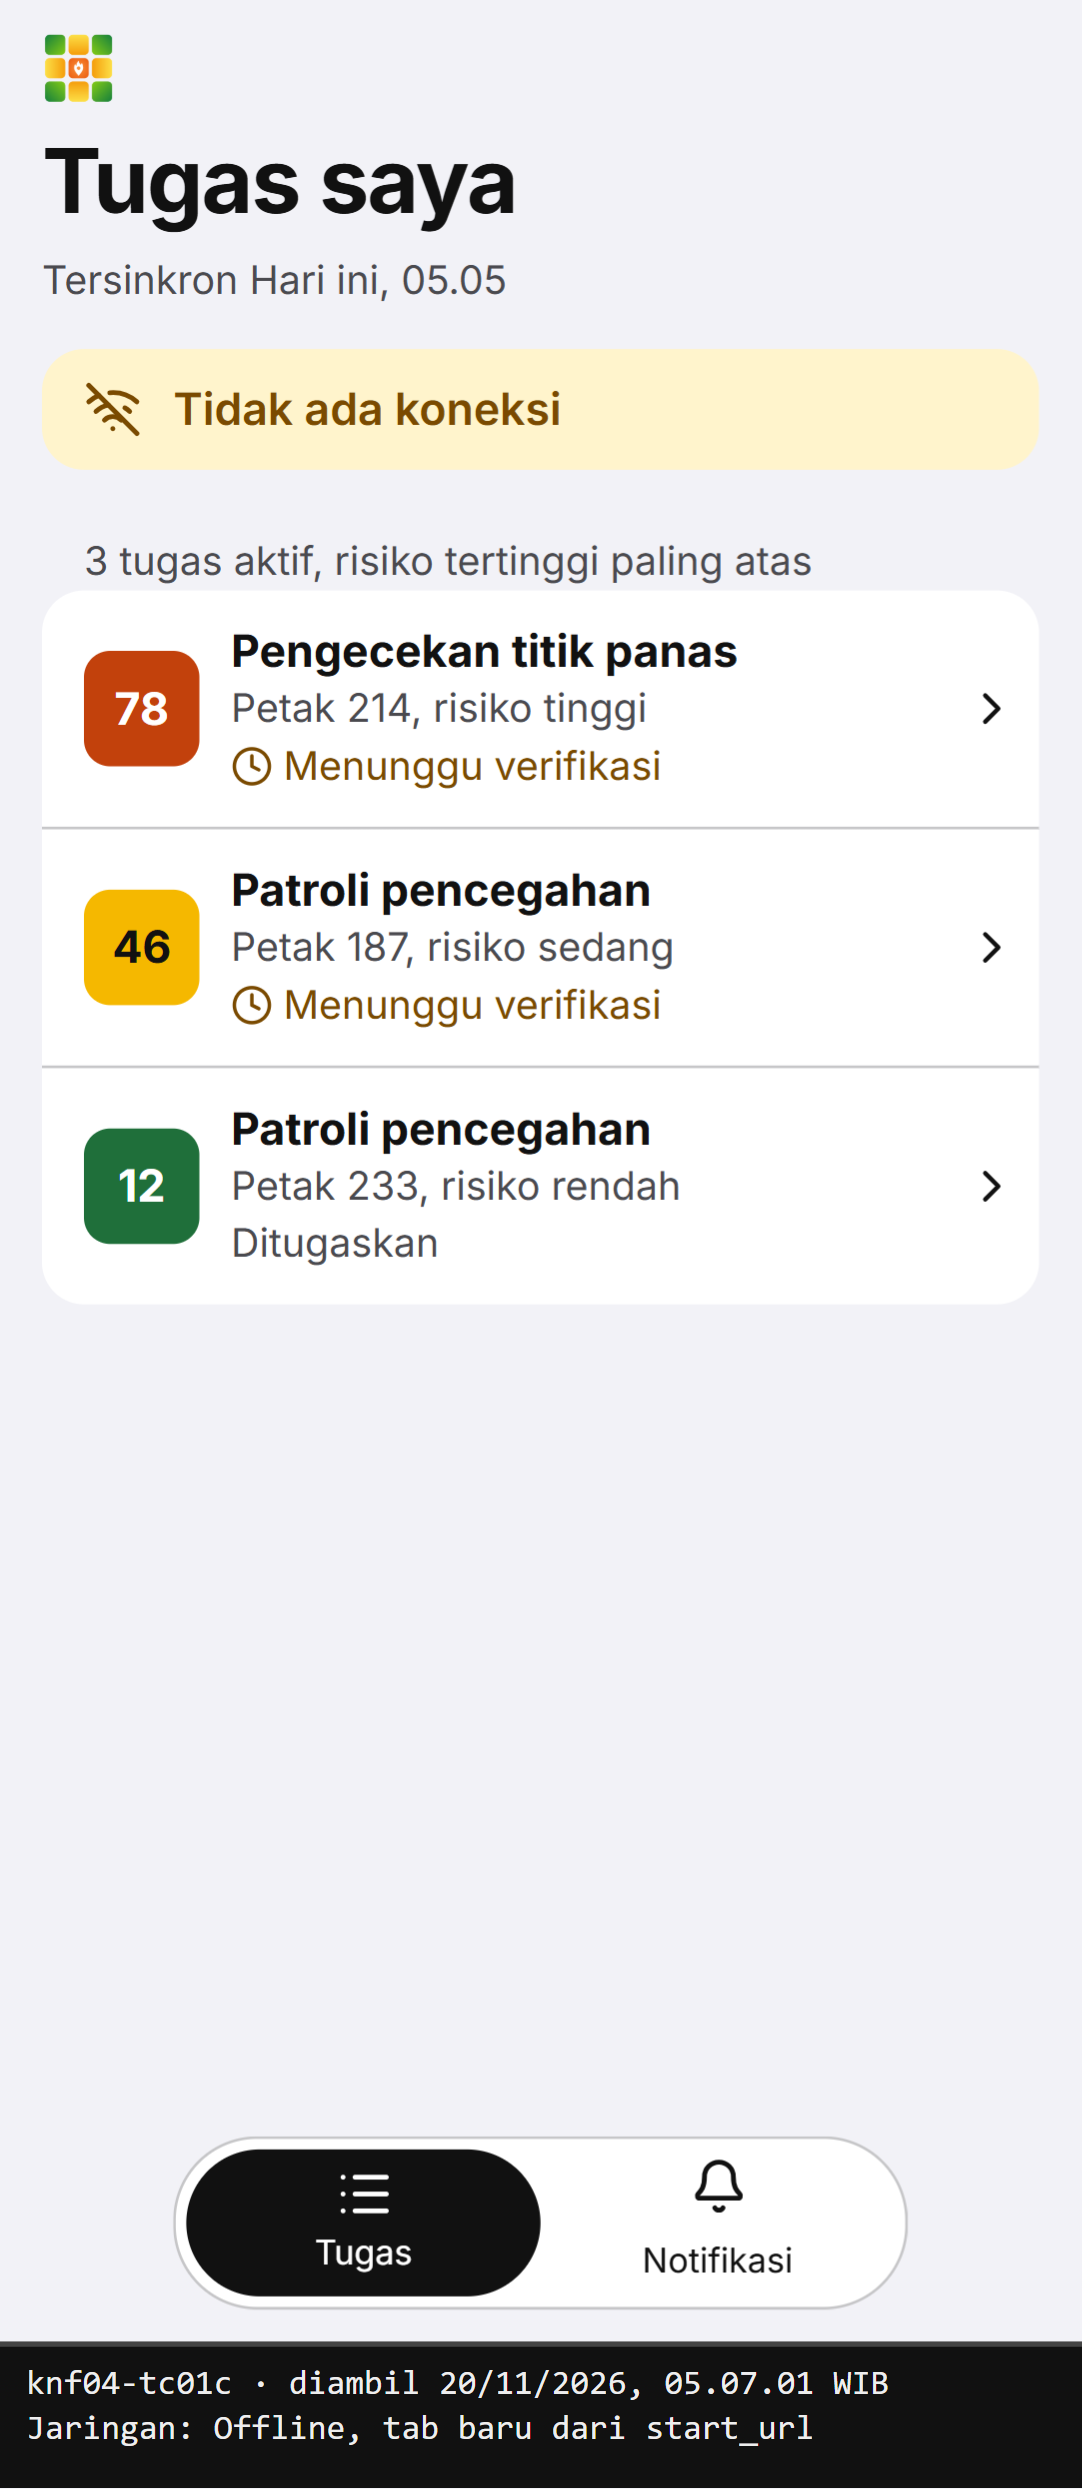 Tugas saya
Tersinkron Hari ini, 05.05
Tidak ada koneksi
3 tugas aktif, risiko tertinggi paling atas
78
Pengecekan titik panas
Petak 214, risiko tinggi
Menunggu verifikasi
46
Patroli pencegahan
Petak 187, risiko sedang
Menunggu verifikasi
12
Patroli pencegahan
Petak 233, risiko rendah
Ditugaskan
Tugas
Notifikasi
knf04-tc01c · diambil 20/11/2026, 05.07.01 WIB
Jaringan: Offline, tab baru dari start_url